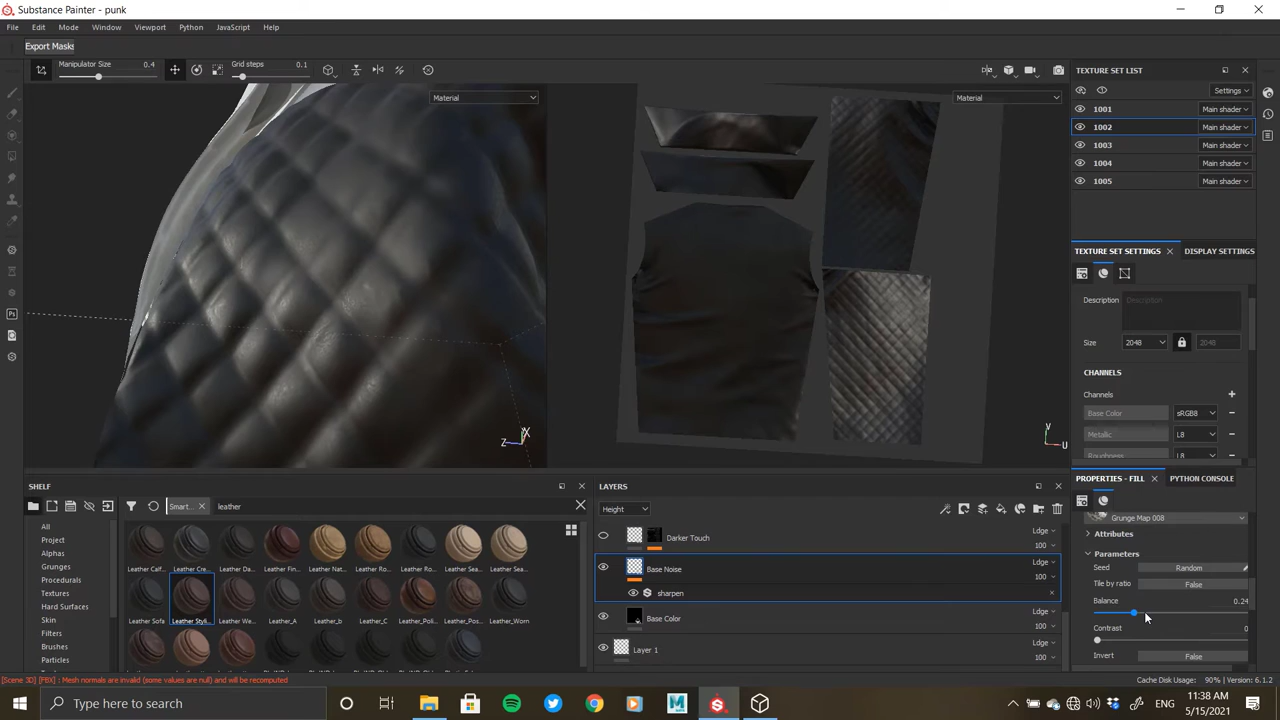 Substance Painter - punk
File Edit Mode Window Viewport Python JavaScript Help
Export Masks
Manipulator Size 0.4 Grid steps 0.1
Material
Material
TEXTURE SET LIST
Settings
1001 Main shader
1002 Main shader
1003 Main shader
1004 Main shader
1005 Main shader
TEXTURE SET SETTINGS DISPLAY SETTINGS
Description Description
Size 2048 2048
CHANNELS
Channels
Base Color sRGB8
Metallic L8
Roughness L8
Z X
V
U
Ps
SHELF
Smart... leather
All
Project
Alphas
Grunges
Procedurals
Textures
Hard Surfaces
Skin
Filters
Brushes
Particles
Leather Calf... Leather Cre... Leather Da... Leather Fin... Leather Nat... Leather Ro... Leather Sea... Leather Sea...
Leather Sofa Leather Styli... Leather We... Leather_A Leather_b Leather_C Leather_Pol... Leather_Worn
LAYERS
Height
Darker Touch Ldge 100
Base Noise Ldge 100
sharpen
Base Color Ldge 100
Layer 1 Ldge 100
PROPERTIES - FILL PYTHON CONSOLE
Grunge Map 008
Attributes
Parameters
Seed Random
Tile by ratio False
Balance 0.24
Contrast 0
Invert False
[Scene 3D] [FBX] : Mesh normals are invalid (some values are null) and will be recomputed
Cache Disk Usage: 90% | Version: 6.1.2
Type here to search
ENG
11:38 AM
5/15/2021